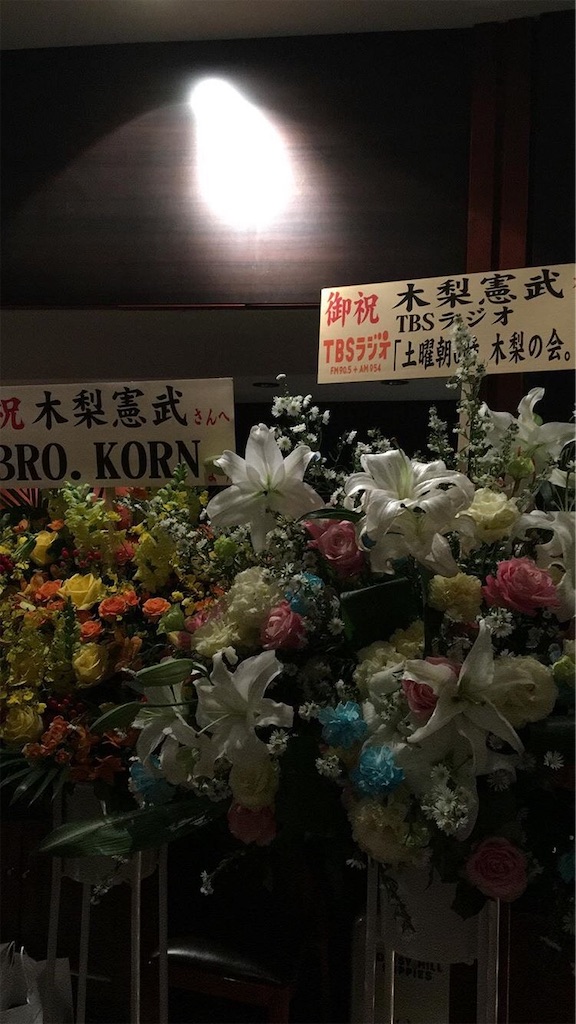 祝 木梨憲武さんへ
BRO. KORN
御祝 木梨憲武
TBSラジオ
TBSラジオ 「土曜朝 木梨の会。
FM90.5+AM954